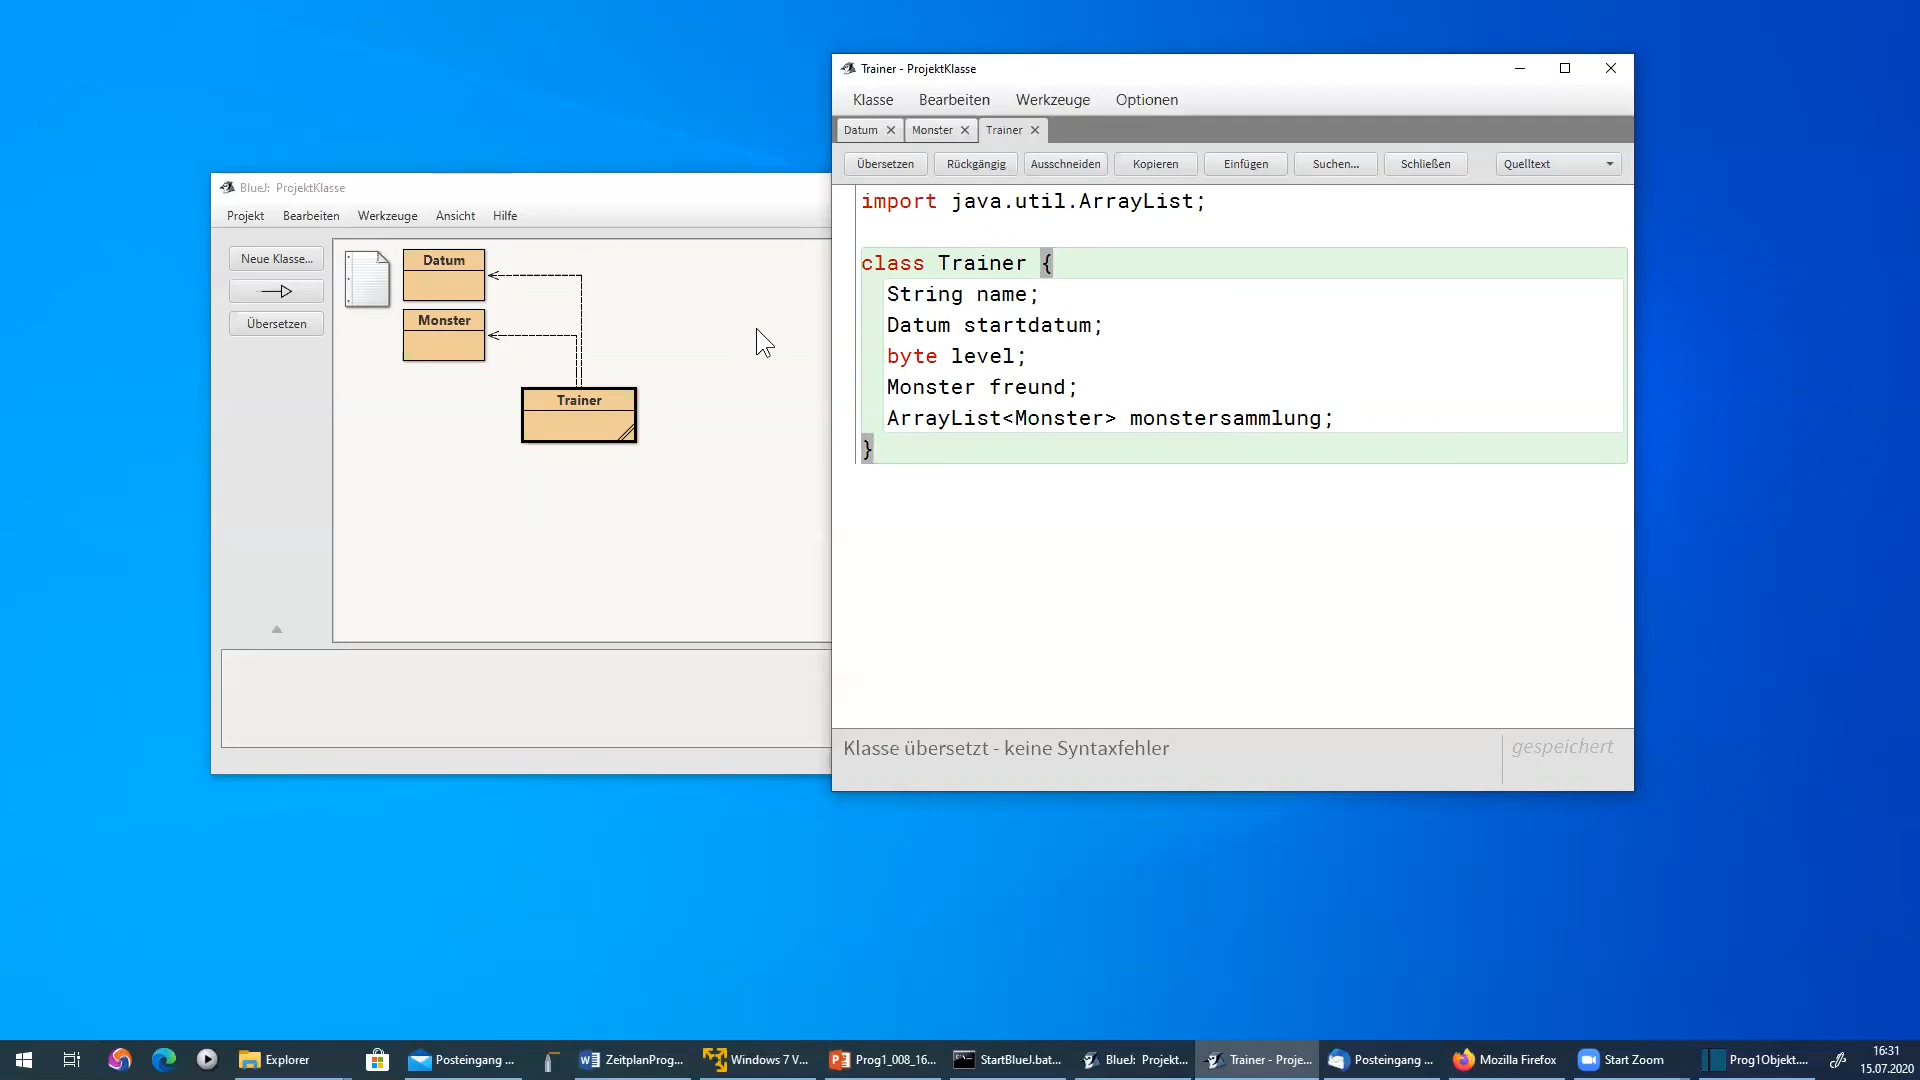 Trainer - ProjektKlasse
Klasse Bearbeiten Werkzeuge Optionen
Datum Monster Trainer
Übersetzen Rückgängig Ausschneiden Kopieren Einfügen Suchen... Schließen Quelltext
import java.util.ArrayList;
class Trainer {
String name;
Datum startdatum;
byte level;
Monster freund;
ArrayList<Monster> monstersammlung;
}
Klasse übersetzt - keine Syntaxfehler
gespeichert
BlueJ: ProjektKlasse
Projekt Bearbeiten Werkzeuge Ansicht Hilfe
Neue Klasse...
Übersetzen
Datum
Monster
Trainer
Explorer Posteingang ... ZeitplanProg... Windows 7 V... Prog1_008_16... StartBlueJ.bat... BlueJ: Projekt... Trainer - Proje... Posteingang ... Mozilla Firefox Start Zoom Prog1Objekt....
16:31
15.07.2020